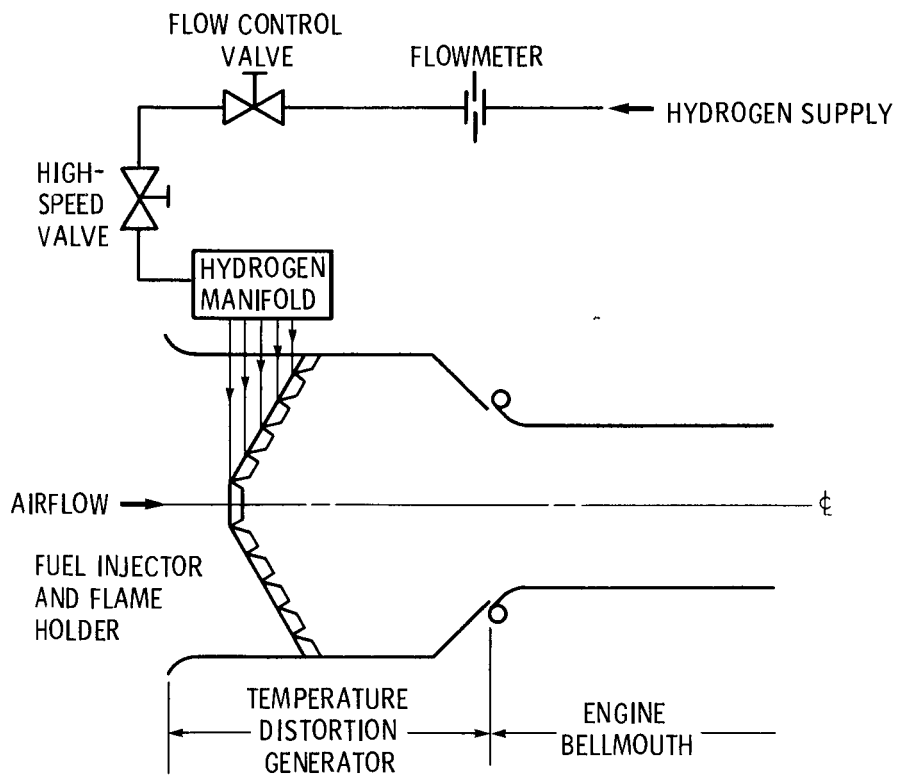 FLOW CONTROL
VALVE
FLOWMETER
HYDROGEN SUPPLY
HIGH-
SPEED
VALVE
HYDROGEN
MANIFOLD
AIRFLOW
℄
FUEL INJECTOR
AND FLAME
HOLDER
TEMPERATURE
DISTORTION
GENERATOR
ENGINE
BELLMOUTH